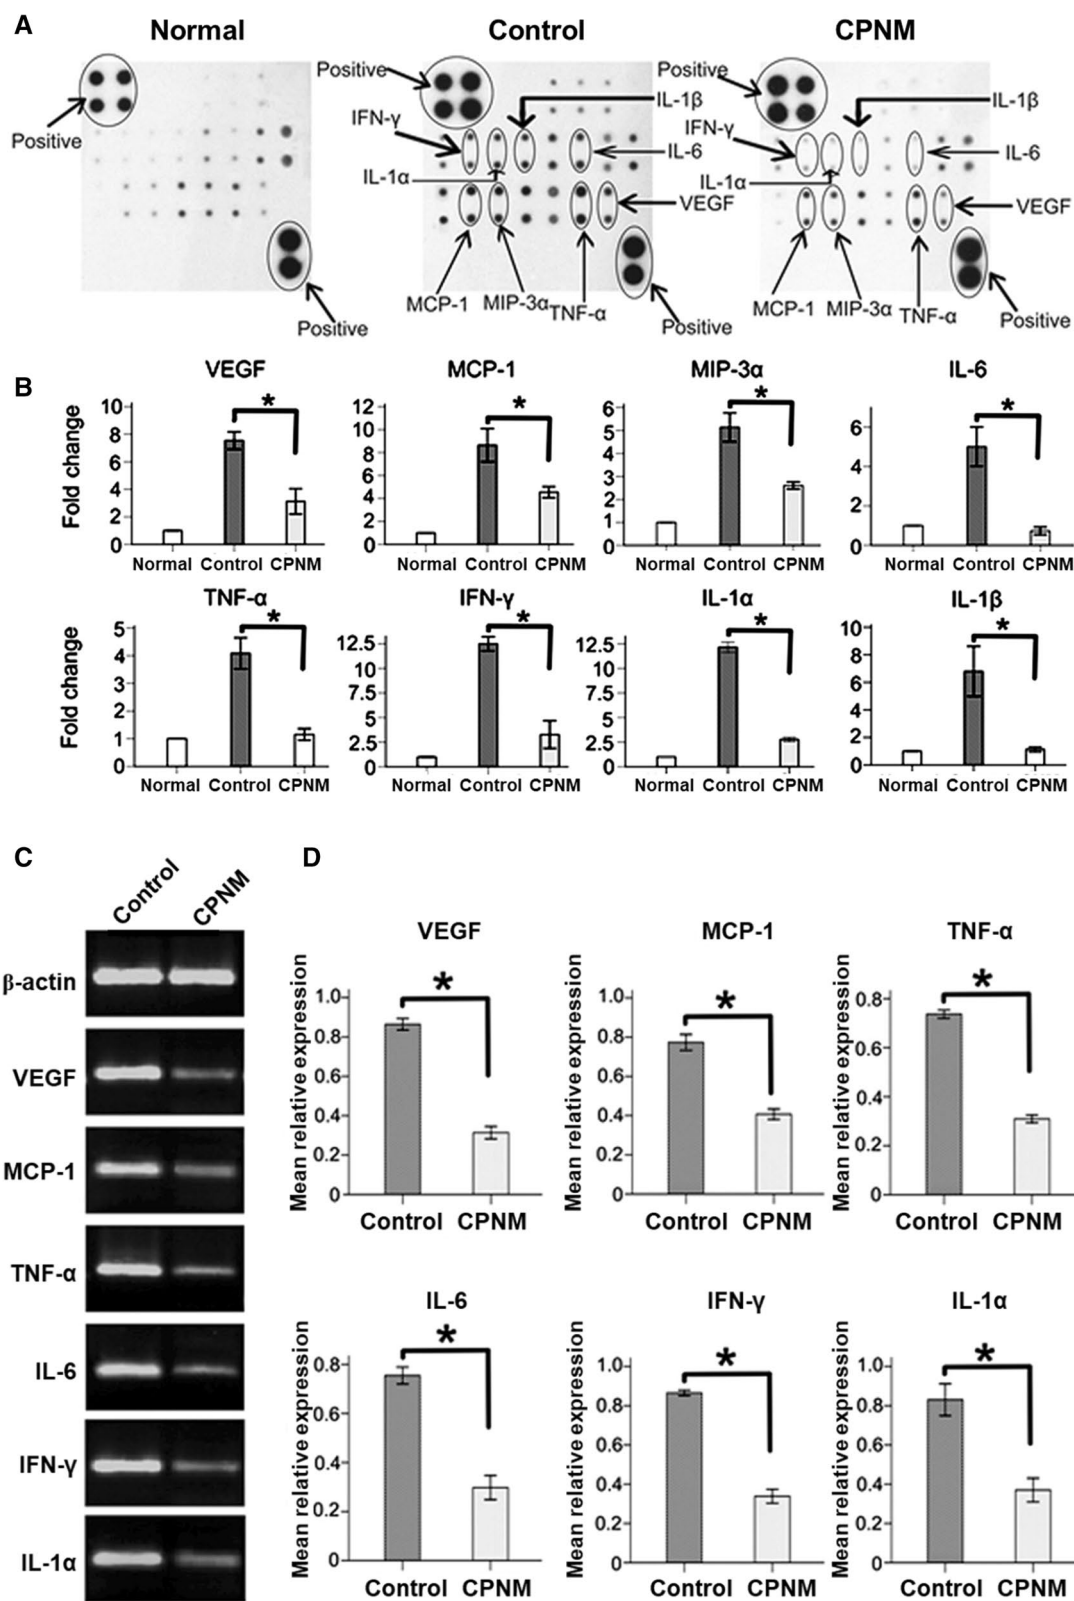 A
Normal
Control
CPNM
Positive
Positive
Positive
IL-1β
IL-1β
IFN-γ
IFN-γ
Positive
IL-6
IL-6
IL-1α
IL-1α
VEGF
VEGF
MCP-1
MIP-3α
TNF-α
MCP-1
MIP-3α
TNF-α
Positive
Positive
Positive
B
VEGF
MCP-1
MIP-3α
IL-6
Fold change
10
8
6
4
2
0
12
10
8
6
4
2
0
6
5
4
3
2
1
0
6
4
2
0
*
*
*
*
Normal Control CPNM
Normal Control CPNM
Normal Control CPNM
Normal Control CPNM
TNF-α
IFN-γ
IL-1α
IL-1β
Fold change
5
4
3
2
1
0
12.5
10
7.5
5
2.5
0
12.5
10
7.5
5
2.5
0
10
8
6
4
2
0
*
*
*
*
Normal Control CPNM
Normal Control CPNM
Normal Control CPNM
Normal Control CPNM
C
Control
CPNM
β-actin
VEGF
MCP-1
TNF-α
IL-6
IFN-γ
IL-1α
D
VEGF
MCP-1
TNF-α
Mean relative expression
1.0
0.8
0.6
0.4
0.2
0
*
Control CPNM
Mean relative expression
1.0
0.8
0.6
0.4
0.2
0
*
Control CPNM
Mean relative expression
0.8
0.6
0.4
0.2
0
*
Control CPNM
IL-6
IFN-γ
IL-1α
Mean relative expression
0.8
0.6
0.4
0.2
0
*
Control CPNM
Mean relative expression
1.0
0.8
0.6
0.4
0.2
0
*
Control CPNM
Mean relative expression
1.0
0.8
0.6
0.4
0.2
0
*
Control CPNM